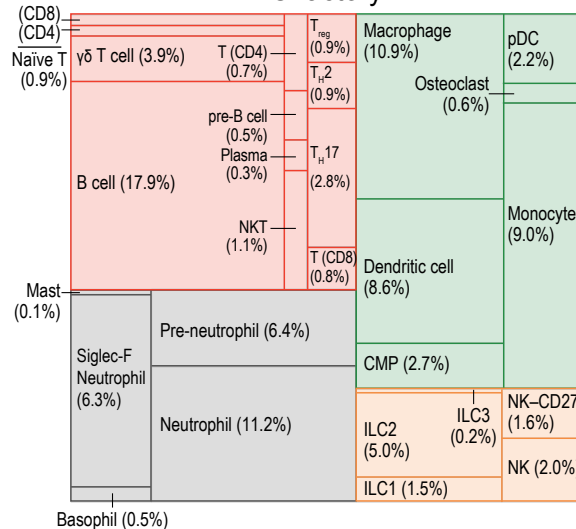 (CD8)
(CD4)
Naïve T
(0.9%)
γδ T cell (3.9%)
T (CD4)
(0.7%)
Treg
(0.9%)
TH2
(0.9%)
pre-B cell
(0.5%)
Plasma
(0.3%)
TH17
(2.8%)
B cell (17.9%)
NKT
(1.1%)
T (CD8)
(0.8%)
Macrophage
(10.9%)
pDC
(2.2%)
Osteoclast
(0.6%)
Monocyte
(9.0%)
Dendritic cell
(8.6%)
CMP (2.7%)
Mast
(0.1%)
Pre-neutrophil (6.4%)
Siglec-F
Neutrophil
(6.3%)
Neutrophil (11.2%)
Basophil (0.5%)
ILC2
(5.0%)
ILC3
(0.2%)
NK–CD27
(1.6%)
ILC1 (1.5%)
NK (2.0%